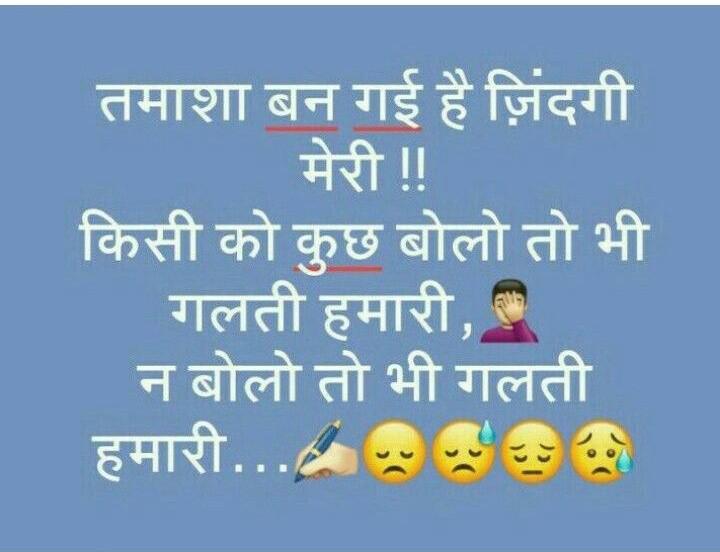 तमाशा बन गई है ज़िंदगी
मेरी !!
किसी को कुछ बोलो तो भी
गलती हमारी,🤦🏻‍♂️
न बोलो तो भी गलती
हमारी...✍🏻😞😓😔😥